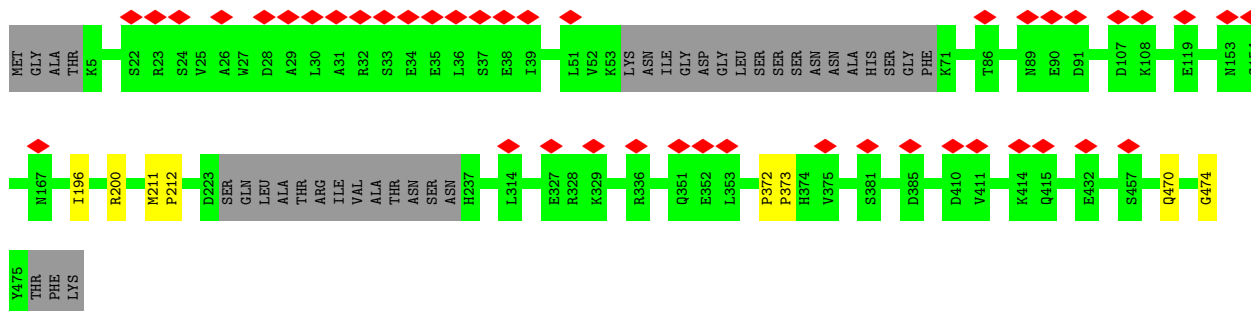 MET GLY ALA THR K5 S22 R23 S24 V25 A26 W27 D28 A29 L30 A31 R32 S33 E34 E35 L36 S37 E38 I39 L51 V52 K53 LYS ASN ILE GLY ASP GLY LEU SER SER SER ASN ASN ALA HIS SER GLY PHE K71 T86 N89 E90 D91 D107 K108 E119 N153
N167 I196 R200 M211 P212 D223 SER GLN LEU ALA THR ARG ILE VAL ALA THR ASN SER ASN H237 L314 E327 R328 K329 R336 Q351 E352 L353 P372 P373 H374 V375 S381 D385 D410 V411 K414 Q415 E432 S457 Q470 G474
Y475 THR PHE LYS